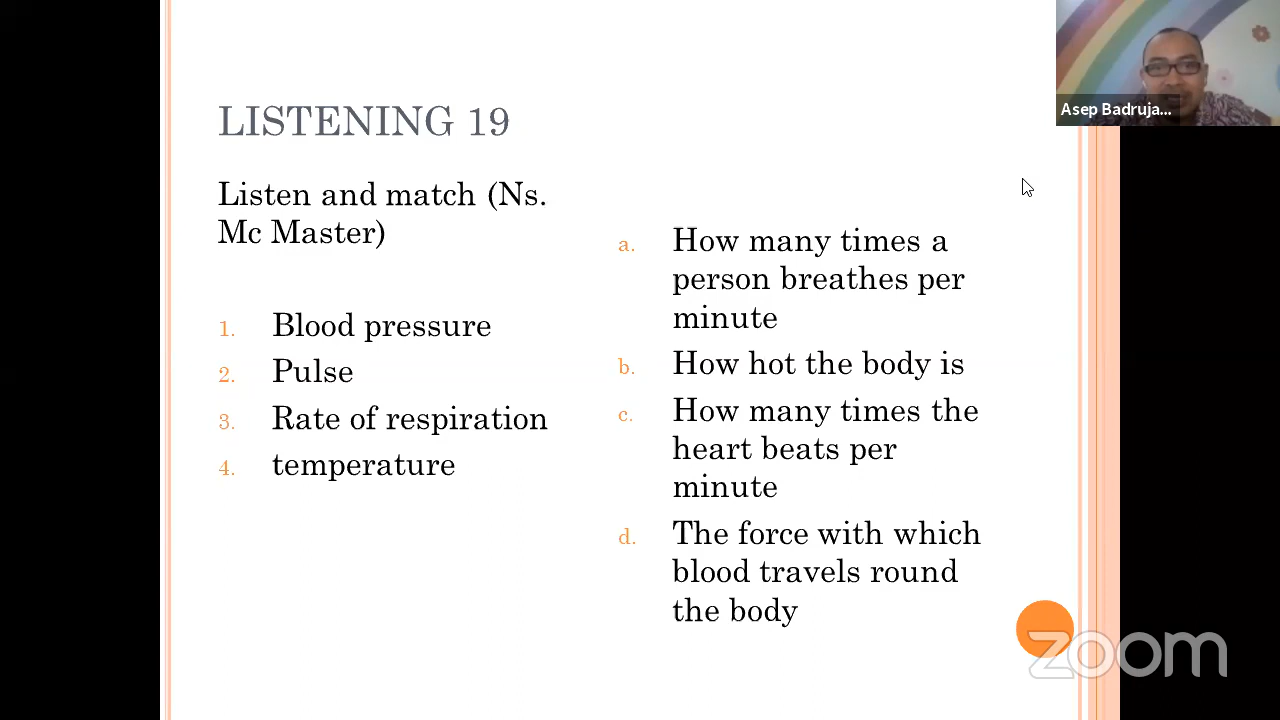 LISTENING 19
Listen and match (Ns.
Mc Master)
1. Blood pressure
2. Pulse
3. Rate of respiration
4. temperature
a. How many times a
person breathes per
minute
b. How hot the body is
c. How many times the
heart beats per
minute
d. The force with which
blood travels round
the body
Asep Badruja...
zoom